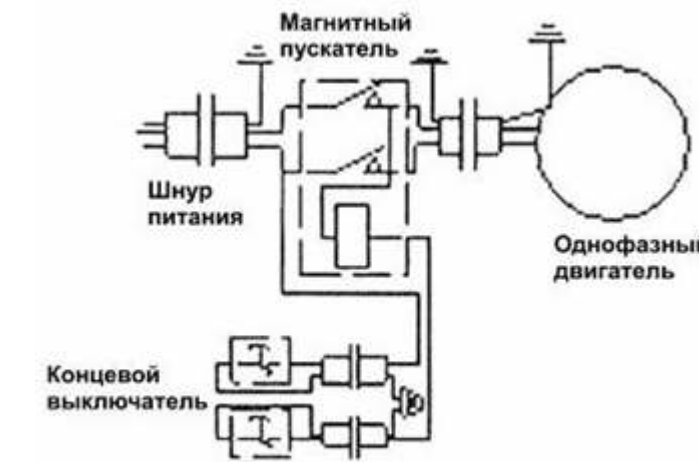 Магнитный
пускатель
Шнур
питания
Однофазный
двигатель
Концевой
выключатель